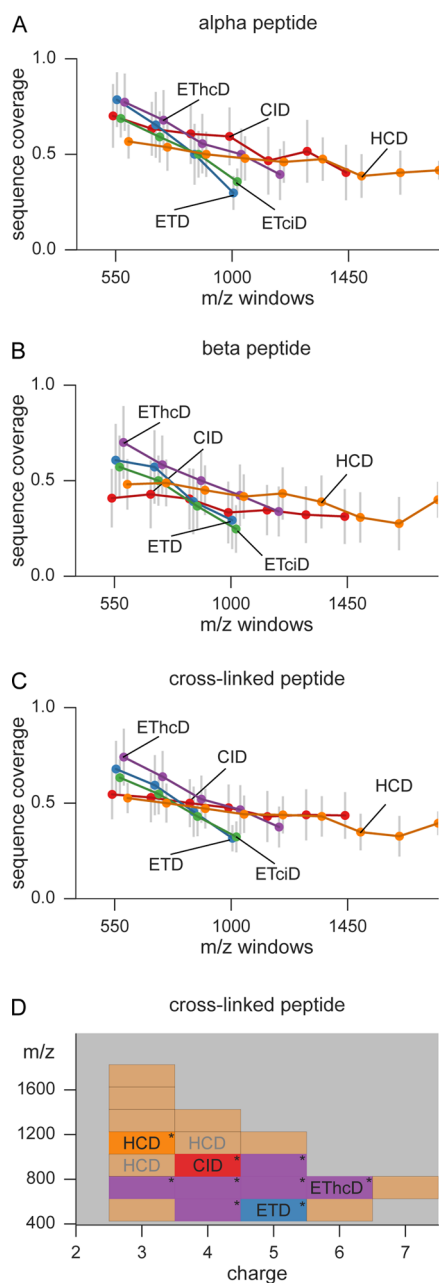 A
alpha peptide
sequence coverage
1.0
0.5
0.0
EThcD
CID
HCD
ETD
ETciD
550
1000
1450
m/z windows
B
beta peptide
sequence coverage
1.0
0.5
0.0
EThcD
CID
HCD
ETD
ETciD
550
1000
1450
m/z windows
C
cross-linked peptide
sequence coverage
1.0
0.5
0.0
EThcD
CID
HCD
ETD
ETciD
550
1000
1450
m/z windows
D
cross-linked peptide
m/z
1600
1200
800
400
HCD *
HCD
HCD
CID *
*
*
*
*
EThcD *
*
ETD *
2
3
4
5
6
7
charge